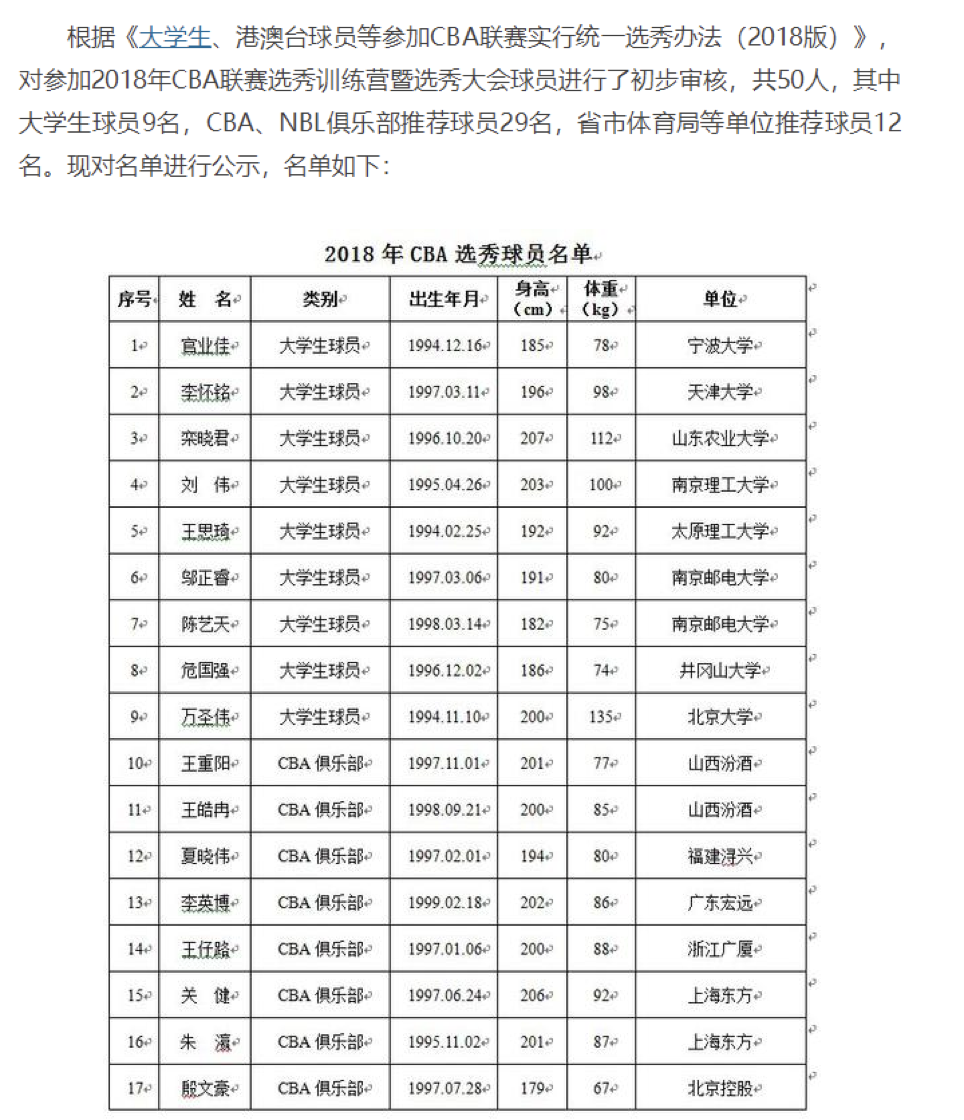 根据《大学生、港澳台球员等参加CBA联赛实行统一选秀办法（2018版）》，
对参加2018年CBA联赛选秀训练营暨选秀大会球员进行了初步审核，共50人，其中
大学生球员9名，CBA、NBL俱乐部推荐球员29名，省市体育局等单位推荐球员12
名。现对名单进行公示，名单如下：
2018 年 CBA 选秀球员名单
序号 姓 名 类别 出生年月 身高（cm） 体重（kg） 单位
1 官业佳 大学生球员 1994.12.16 185 78 宁波大学
2 李怀铭 大学生球员 1997.03.11 196 98 天津大学
3 栾晓君 大学生球员 1996.10.20 207 112 山东农业大学
4 刘 伟 大学生球员 1995.04.26 203 100 南京理工大学
5 王思琦 大学生球员 1994.02.25 192 92 太原理工大学
6 邬正睿 大学生球员 1997.03.06 191 80 南京邮电大学
7 陈艺天 大学生球员 1998.03.14 182 75 南京邮电大学
8 危国强 大学生球员 1996.12.02 186 74 井冈山大学
9 万圣伟 大学生球员 1994.11.10 200 135 北京大学
10 王重阳 CBA 俱乐部 1997.11.01 201 77 山西汾酒
11 王皓冉 CBA 俱乐部 1998.09.21 200 85 山西汾酒
12 夏晓伟 CBA 俱乐部 1997.02.01 194 80 福建浔兴
13 李英博 CBA 俱乐部 1999.02.18 202 86 广东宏远
14 王仔路 CBA 俱乐部 1997.01.06 200 88 浙江广厦
15 关 健 CBA 俱乐部 1997.06.24 206 92 上海东方
16 朱 瀛 CBA 俱乐部 1995.11.02 201 87 上海东方
17 殷文豪 CBA 俱乐部 1997.07.28 179 67 北京控股